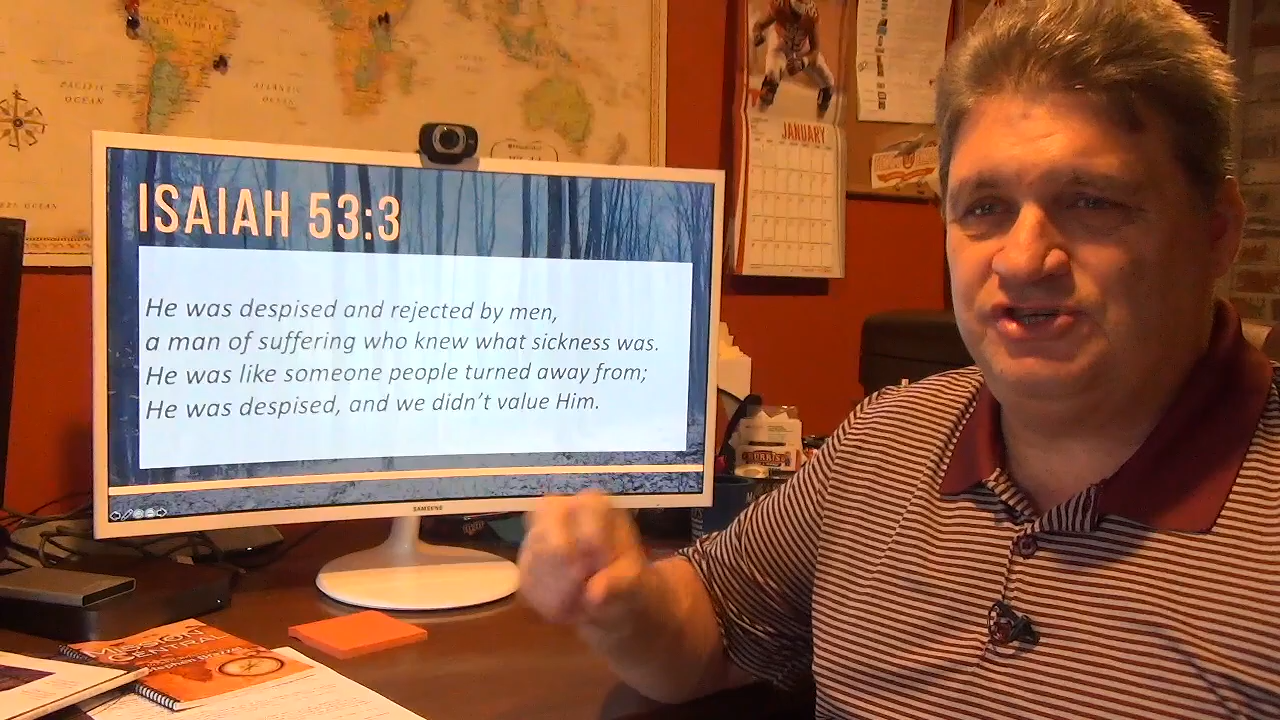 PACIFIC
OCEAN
ATLANTIC
OCEAN
JANUARY
ISAIAH 53:3
He was despised and rejected by men,
a man of suffering who knew what sickness was.
He was like someone people turned away from;
He was despised, and we didn't value Him.
SAMSUNG
MISSION
CENTRAL